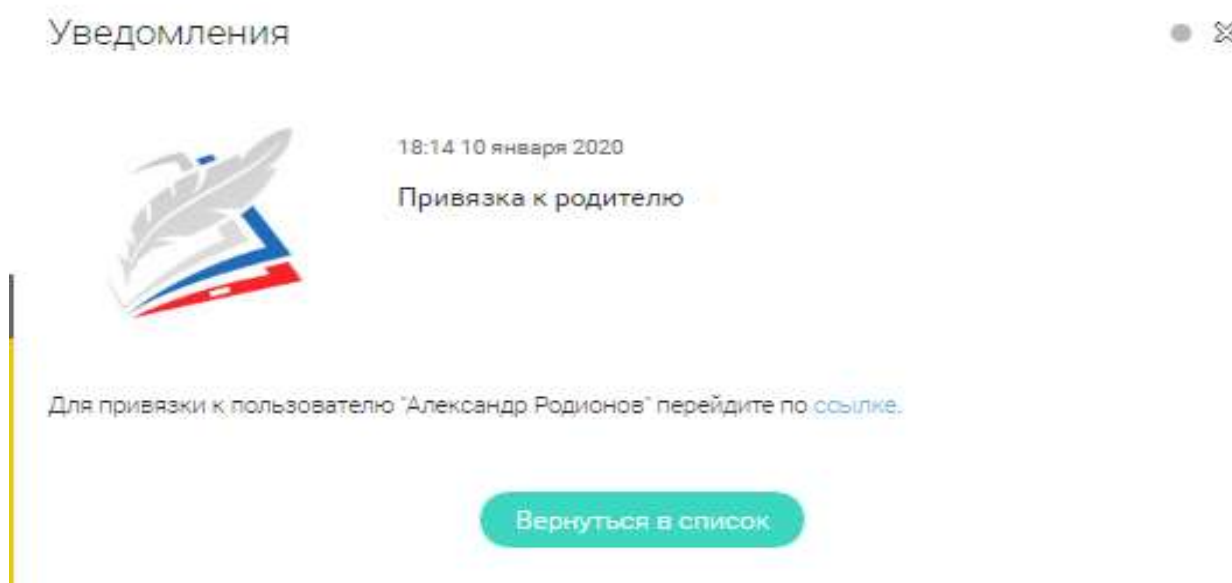 Уведомления
18:14 10 января 2020
Привязка к родителю
Для привязки к пользователю "Александр Родионов" перейдите по ссылке.
Вернуться в список